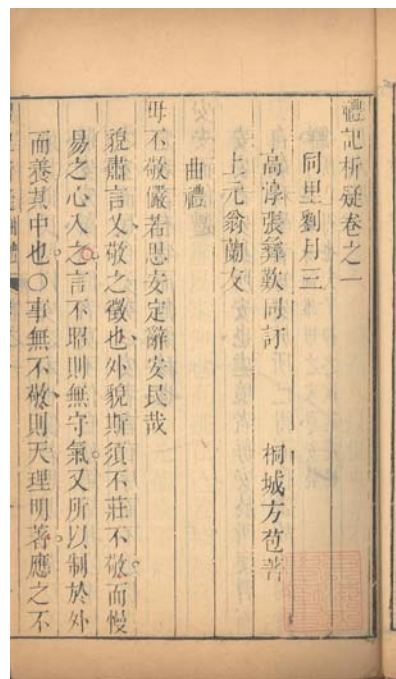 禮記析疑卷之一
同里劉月三
高淳張彝歎同訂 桐城方苞著
上元翁蘭友
曲禮
毋不敬儼若思安定辭安民哉
貌肅言乂敬之徵也外貌斯須不莊不敬而慢
易之心入之言不昭則無守氣又所以制於外
而養其中也○事無不敬則天理明著應之不